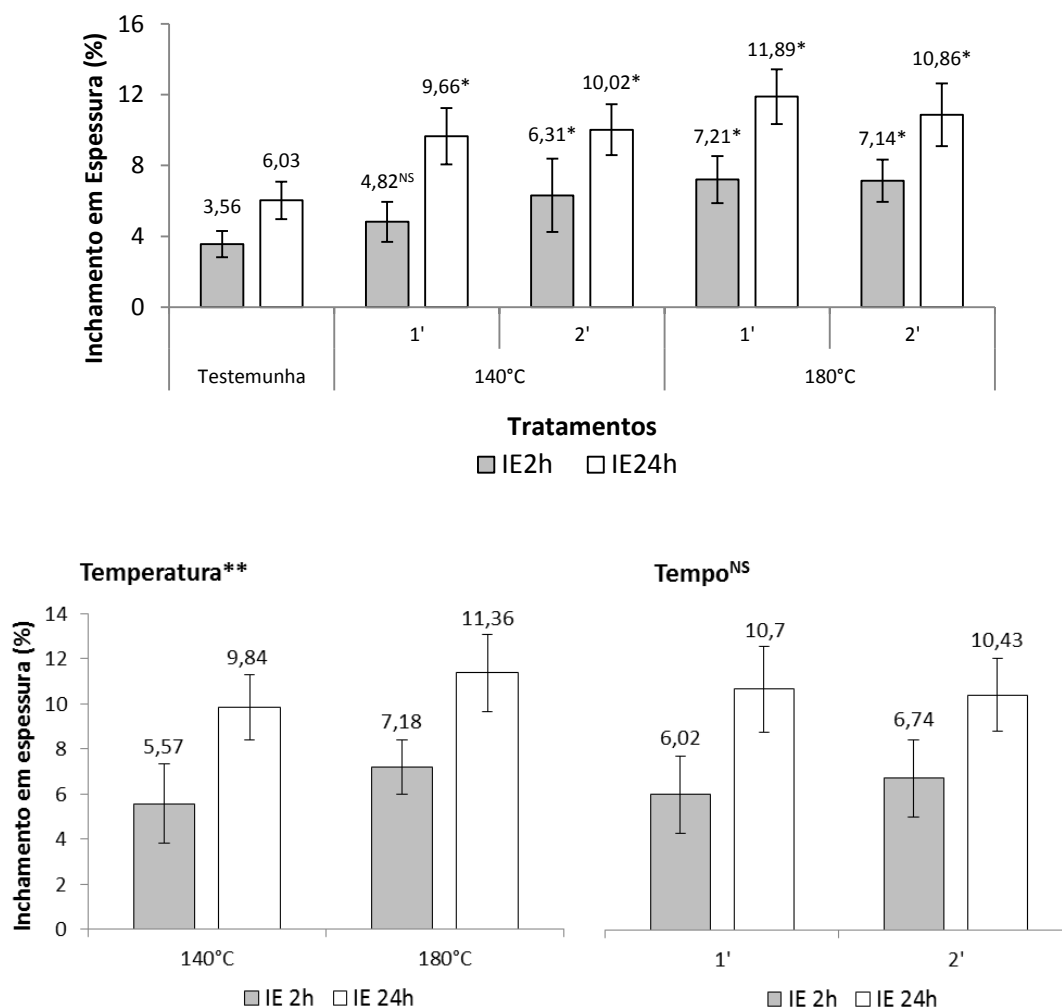 Inchamento em Espessura (%)
16
12
8
4
0
3,56
6,03
4,82NS
9,66*
6,31*
10,02*
7,21*
11,89*
7,14*
10,86*
1'
2'
1'
2'
Testemunha
140°C
180°C
Tratamentos
IE2h
IE24h
Temperatura**
Inchamento em espessura (%)
14
12
10
8
6
4
2
0
5,57
9,84
7,18
11,36
140°C
180°C
IE 2h
IE 24h
Tempo^NS
6,02
10,7
6,74
10,43
1'
2'
IE 2h
IE 24h